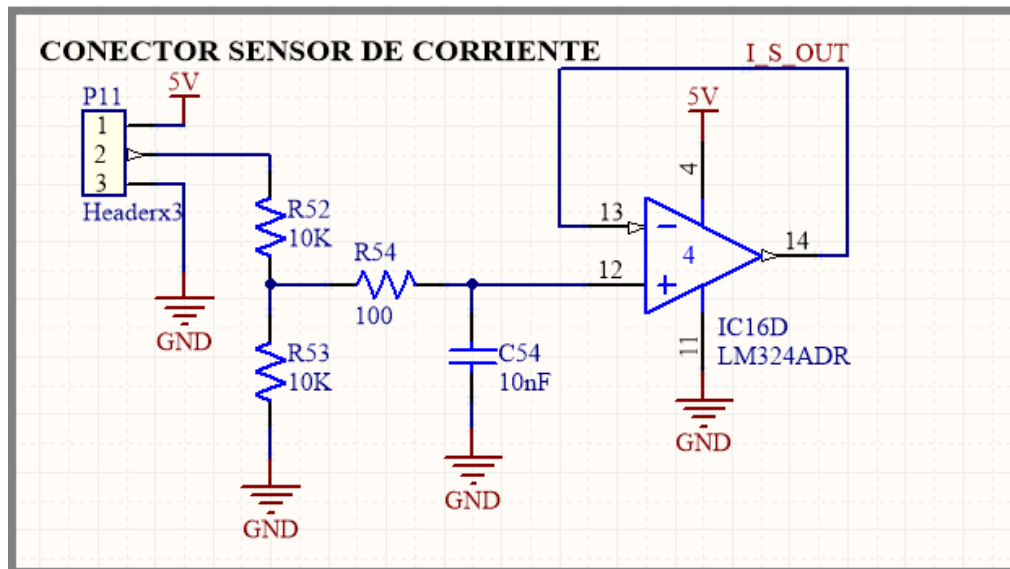 CONECTOR SENSOR DE CORRIENTE
I_S_OUT
P11
5V
1
2
3
Headerx3
GND
R52
10K
R53
10K
GND
R54
100
C54
10nF
GND
5V
4
13
12
4
14
11
IC16D
LM324ADR
GND